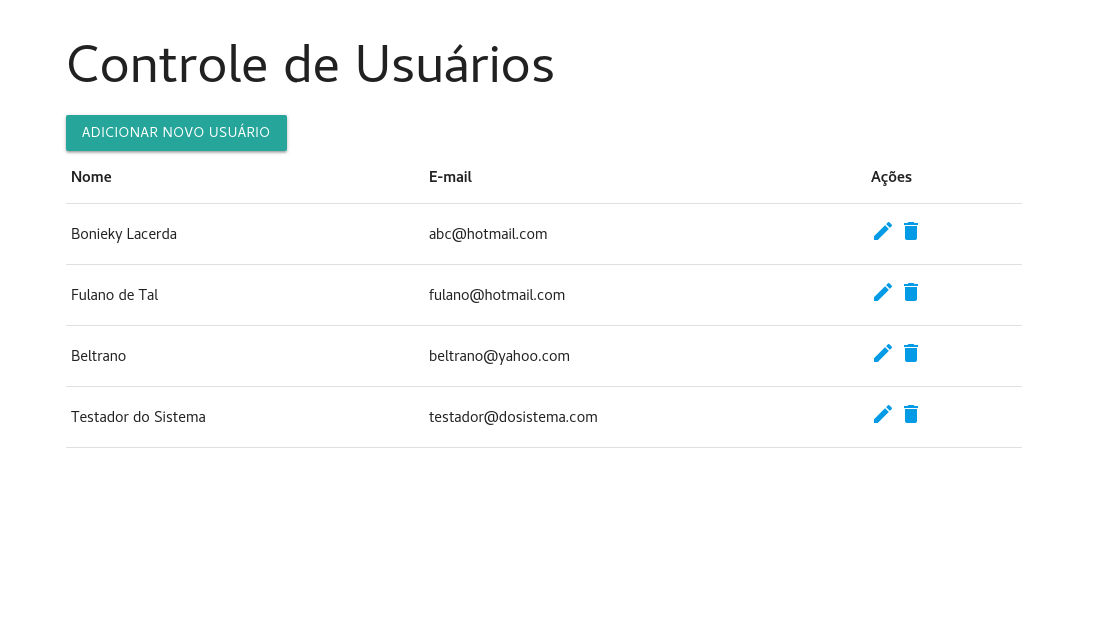 Controle de Usuários
ADICIONAR NOVO USUÁRIO
Nome E-mail Ações
Bonieky Lacerda abc@hotmail.com
Fulano de Tal fulano@hotmail.com
Beltrano beltrano@yahoo.com
Testador do Sistema testador@dosistema.com